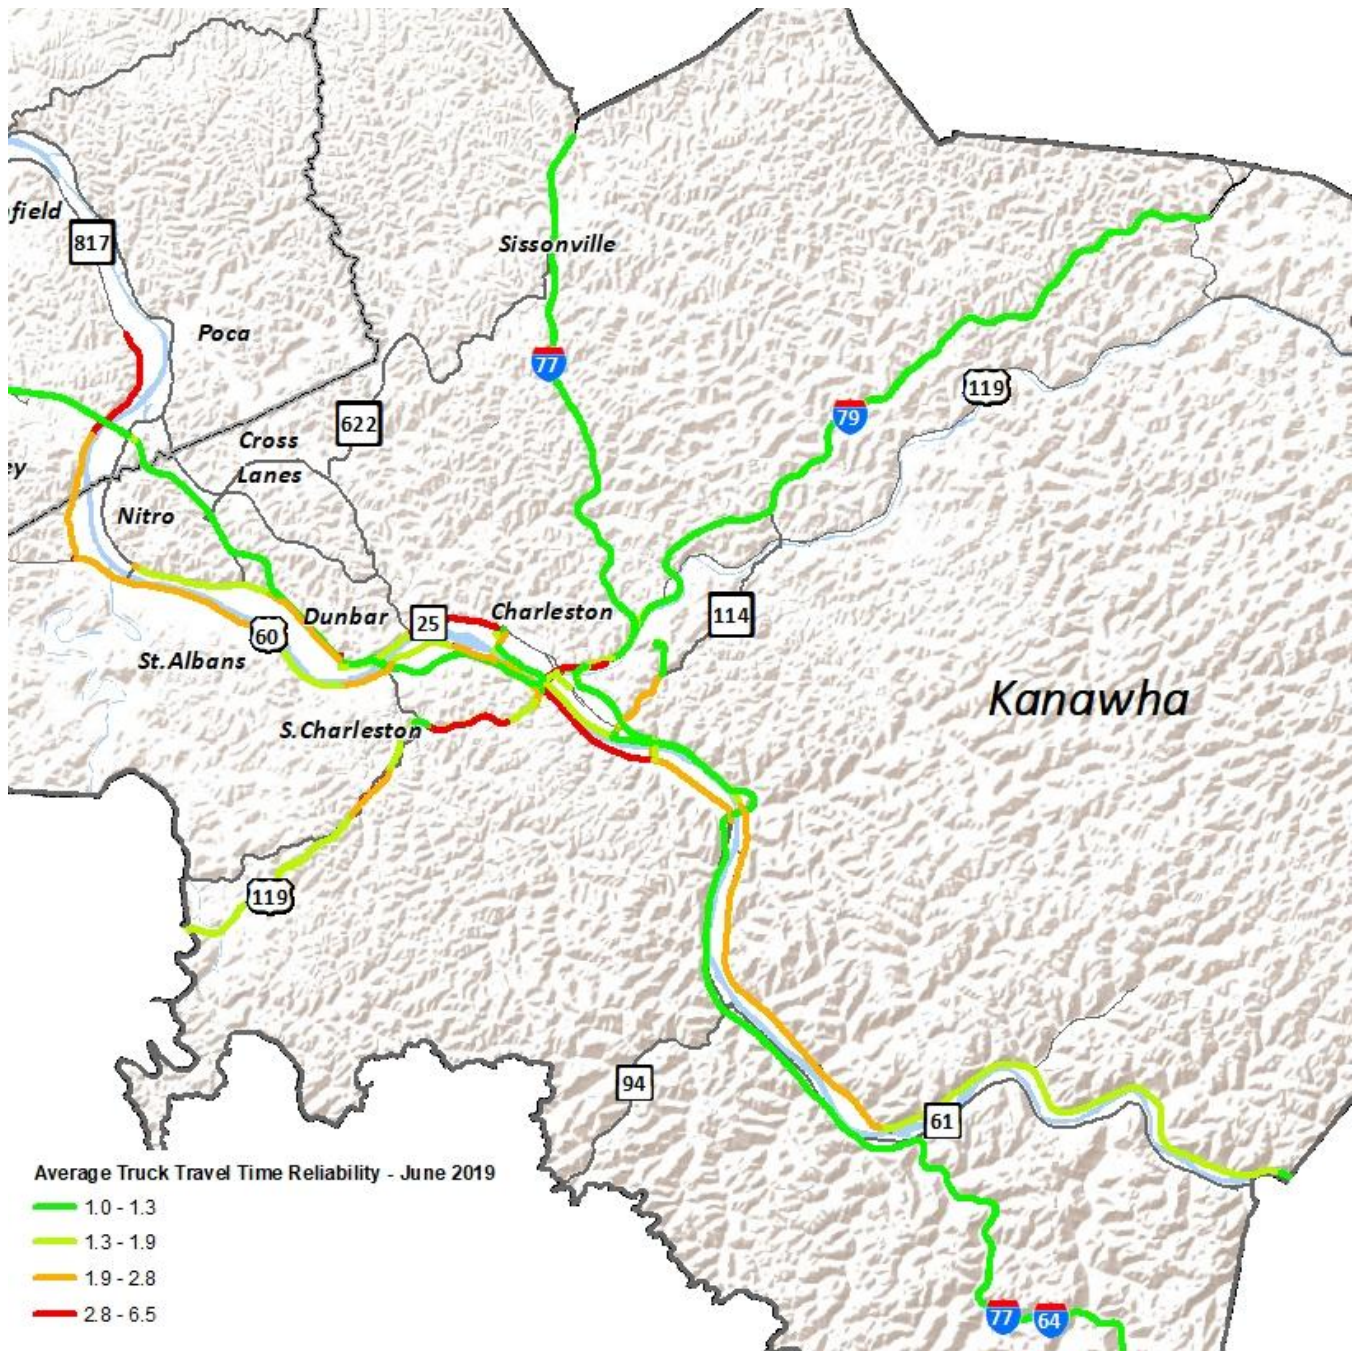 field
817
Sissonville
Poca
77
119
79
622
Cross
Lanes
ey
Nitro
Charleston
Dunbar
25
114
60
St.Albans
Kanawha
S.Charleston
119
94
61
Average Truck Travel Time Reliability - June 2019
1.0 - 1.3
1.3 - 1.9
1.9 - 2.8
2.8 - 6.5
77
64